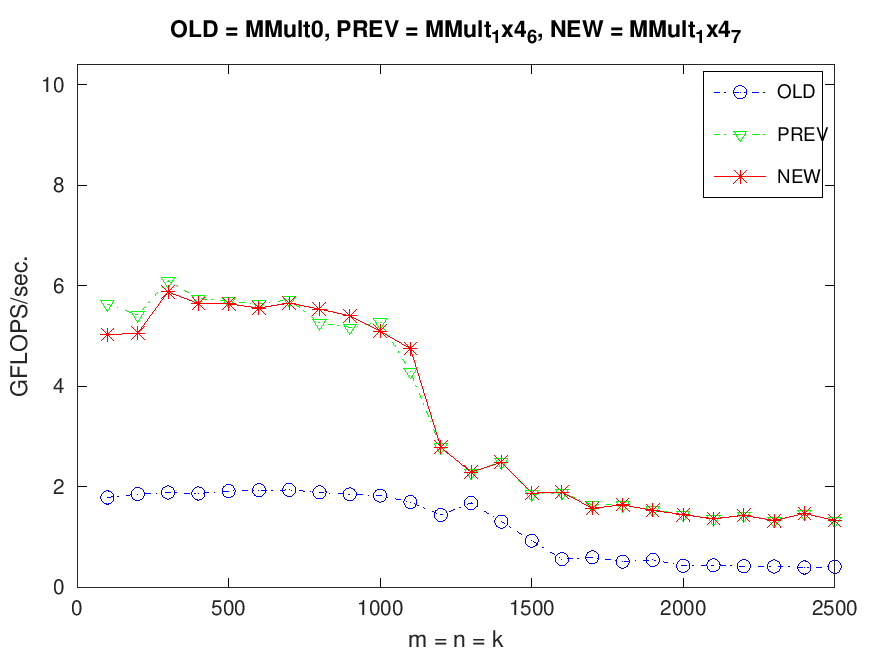 OLD = MMult0, PREV = MMult₁x4₆, NEW = MMult₁x4₇
OLD
PREV
NEW
GFLOPS/sec.
10
8
6
4
2
0
0 500 1000 1500 2000 2500
m = n = k